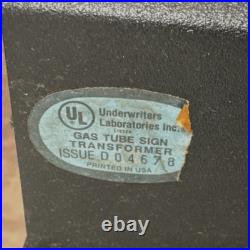 UL
Underwriters
Laboratories Inc.
LISTED
GAS TUBE SIGN
TRANSFORMER
ISSUE D 04678
PRINTED IN USA